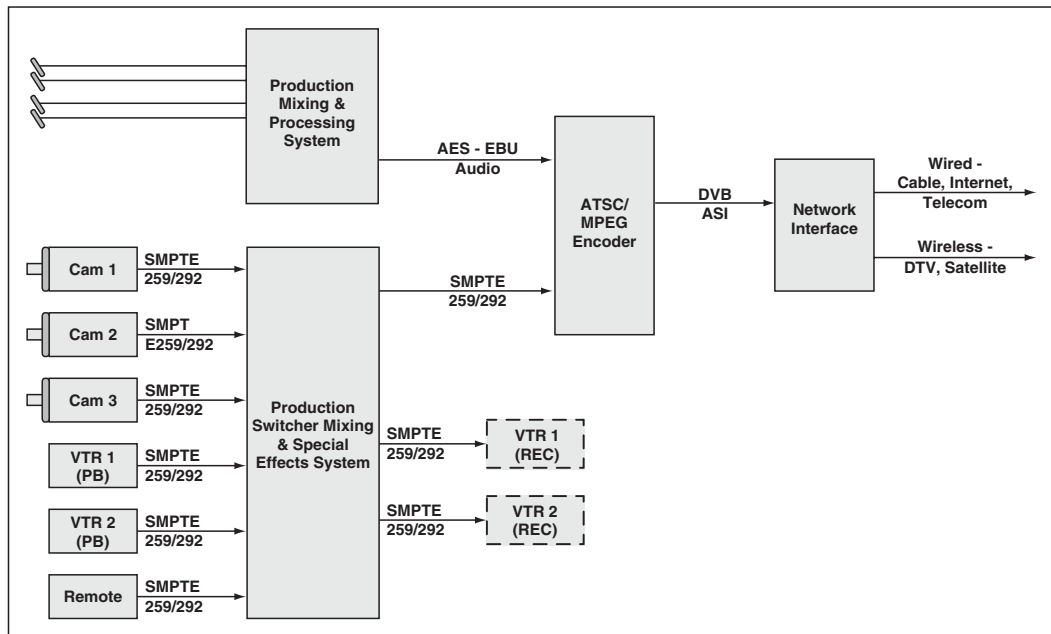 Production
Mixing &
Processing
System
AES - EBU
Audio
ATSC/
MPEG
Encoder
DVB
ASI
Network
Interface
Wired -
Cable, Internet,
Telecom
Wireless -
DTV, Satellite
Cam 1
SMPTE
259/292
Cam 2
SMPT
E259/292
Cam 3
SMPTE
259/292
VTR 1
(PB)
SMPTE
259/292
VTR 2
(PB)
SMPTE
259/292
Remote
SMPTE
259/292
Production
Switcher Mixing
& Special
Effects System
SMPTE
259/292
SMPTE
259/292
VTR 1
(REC)
SMPTE
259/292
VTR 2
(REC)